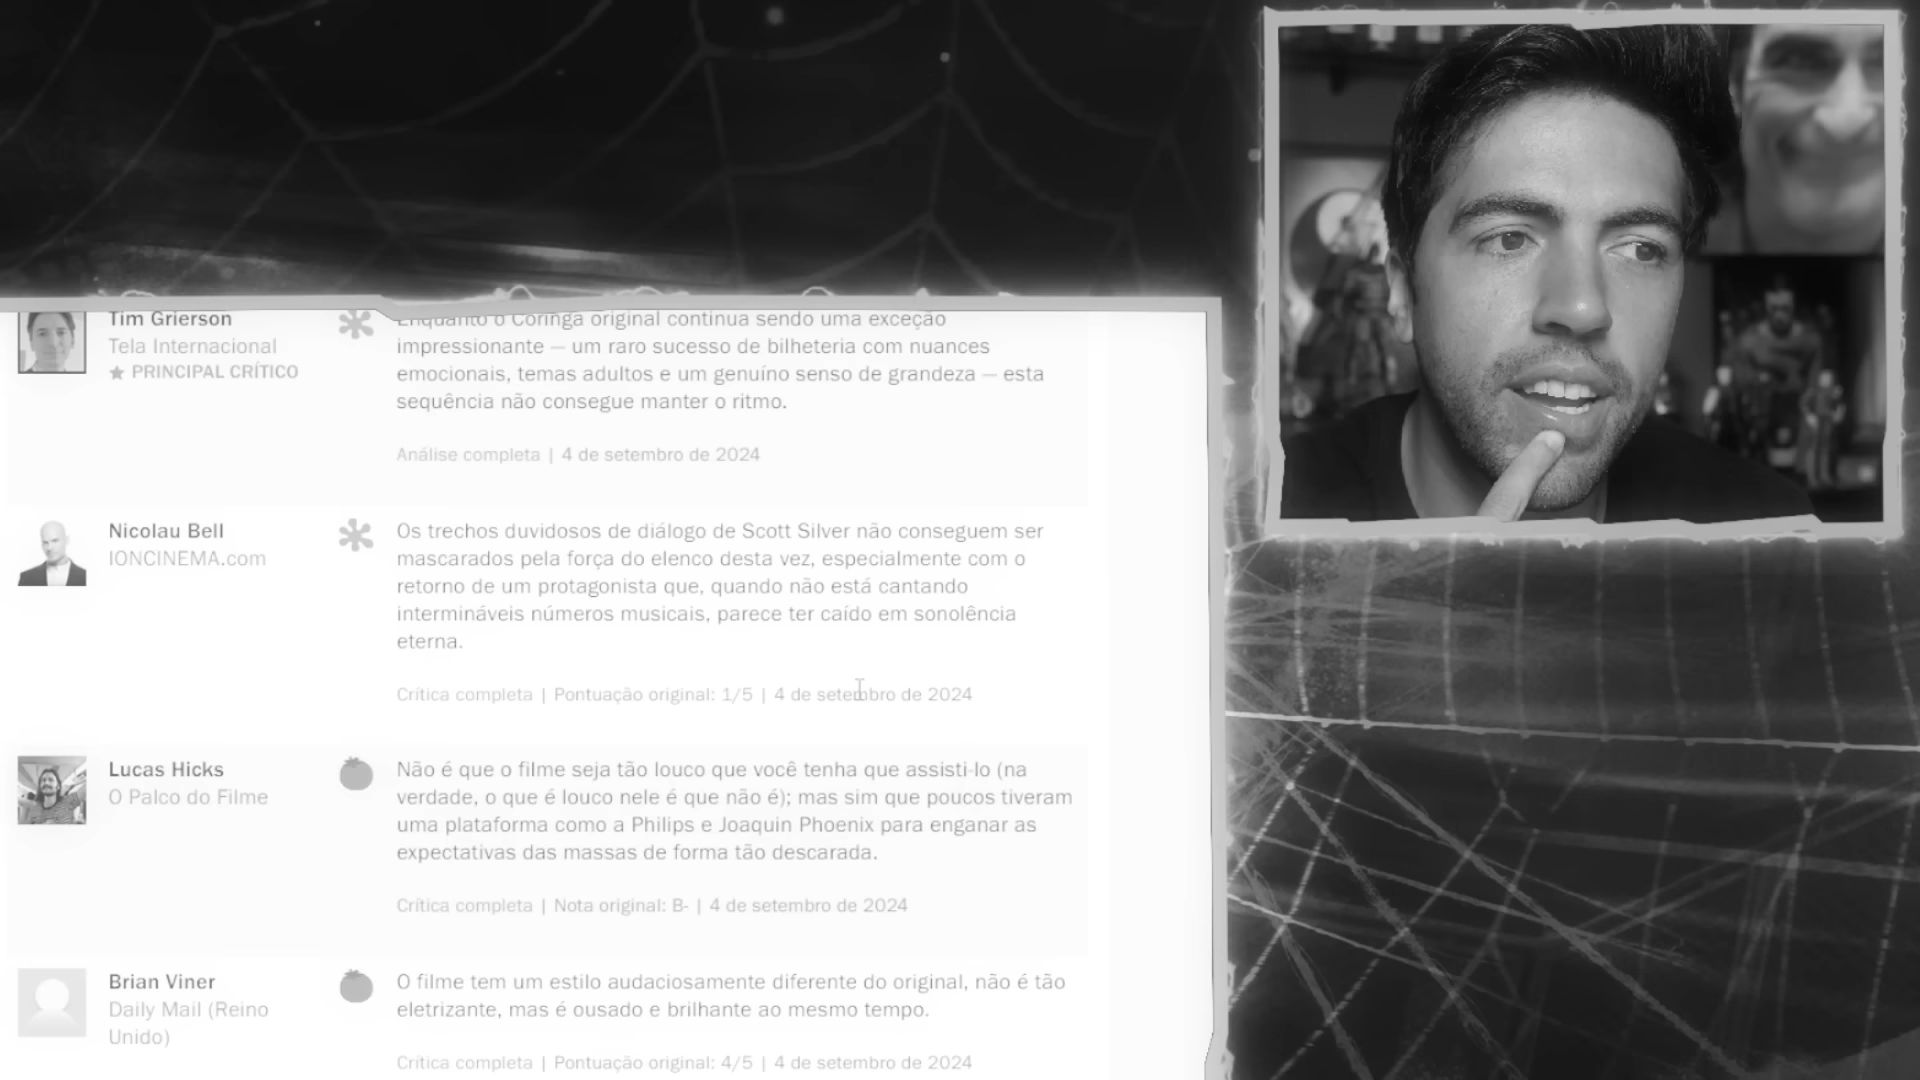 Tim Grierson
Tela Internacional
★ PRINCIPAL CRÍTICO
Enquanto o Coringa original continua sendo uma exceção
impressionante — um raro sucesso de bilheteria com nuances
emocionais, temas adultos e um genuíno senso de grandeza — esta
sequência não consegue manter o ritmo.
Análise completa | 4 de setembro de 2024
Nicolau Bell
IONCINEMA.com
Os trechos duvidosos de diálogo de Scott Silver não conseguem ser
mascarados pela força do elenco desta vez, especialmente com o
retorno de um protagonista que, quando não está cantando
intermináveis números musicais, parece ter caído em sonolência
eterna.
Crítica completa | Pontuação original: 1/5 | 4 de setembro de 2024
Lucas Hicks
O Palco do Filme
Não é que o filme seja tão louco que você tenha que assisti-lo (na
verdade, o que é louco nele é que não é); mas sim que poucos tiveram
uma plataforma como a Philips e Joaquin Phoenix para enganar as
expectativas das massas de forma tão descarada.
Crítica completa | Nota original: B- | 4 de setembro de 2024
Brian Viner
Daily Mail (Reino
Unido)
O filme tem um estilo audaciosamente diferente do original, não é tão
eletrizante, mas é ousado e brilhante ao mesmo tempo.
Crítica completa | Pontuação original: 4/5 | 4 de setembro de 2024